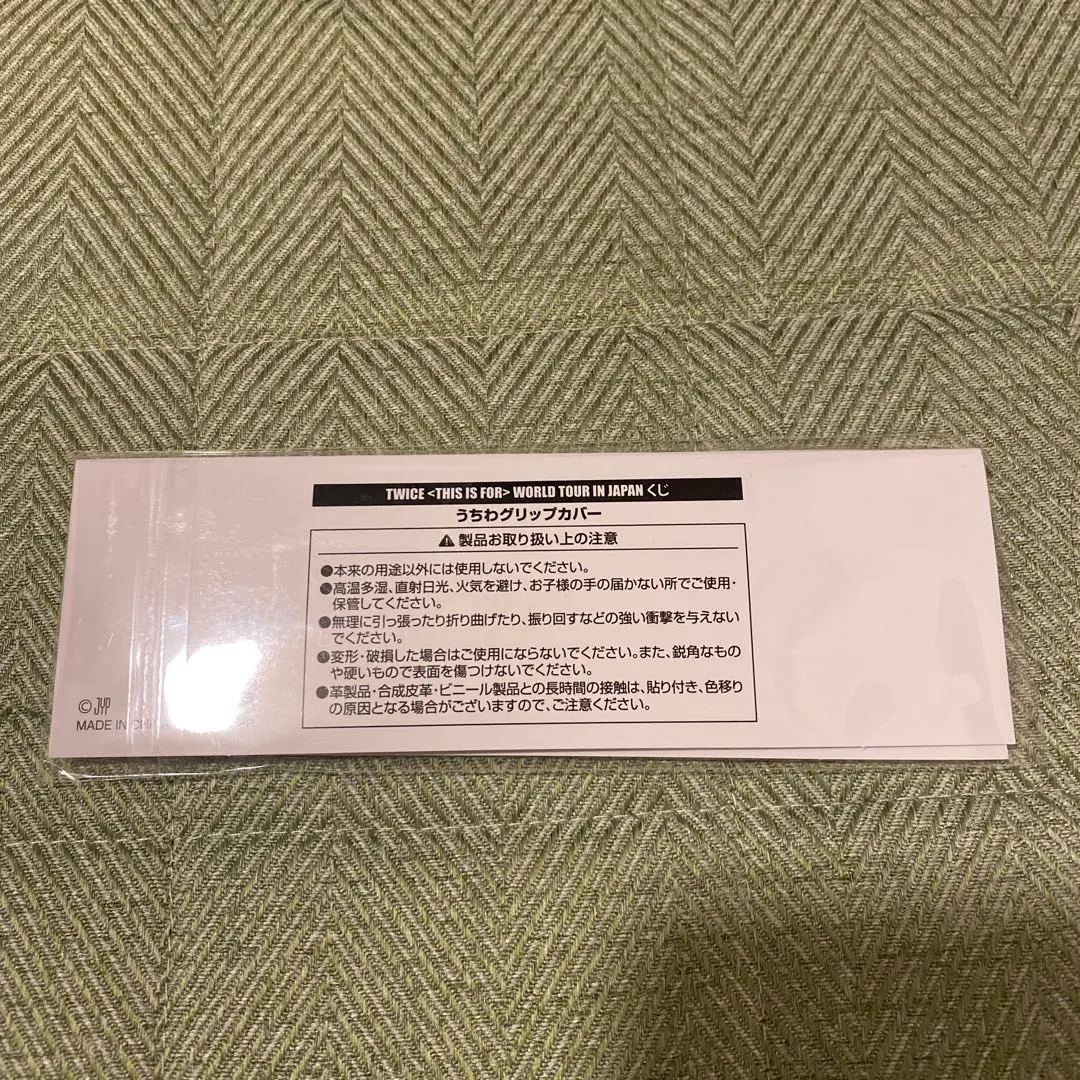 TWICE <THIS IS FOR> WORLD TOUR IN JAPAN くじ
うちわグリップカバー
⚠製品お取り扱い上の注意
●本来の用途以外には使用しないでください。
●高温多湿、直射日光、火気を避け、お子様の手の届かない所でご使用・
保管してください。
●無理に引っ張ったり折り曲げたり、振り回すなどの強い衝撃を与えない
でください。
●変形・破損した場合はご使用にならないでください。また、鋭角なもの
や硬いもので表面を傷つけないでください。
●革製品・合成皮革・ビニール製品との長時間の接触は、貼り付き、色移り
の原因となる場合がございますので、ご注意ください。
© JYP
MADE IN